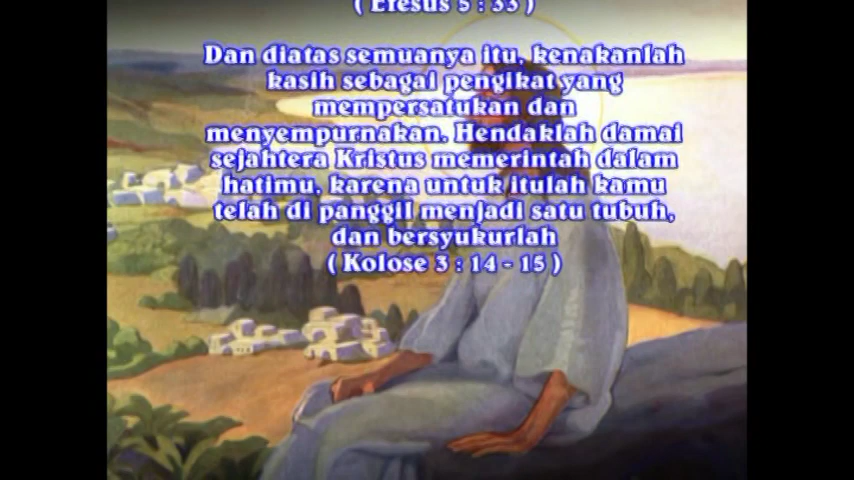 ( Efesus 5 : 33 )
Dan diatas semuanya itu, kenakanlah
kasih sebagai pengikat yang
mempersatukan dan
menyempurnakan. Hendaklah damai
sejahtera Kristus memerintah dalam
hatimu, karena untuk itulah kamu
telah di panggil menjadi satu tubuh,
dan bersyukurlah
( Kolose 3 : 14 - 15 )